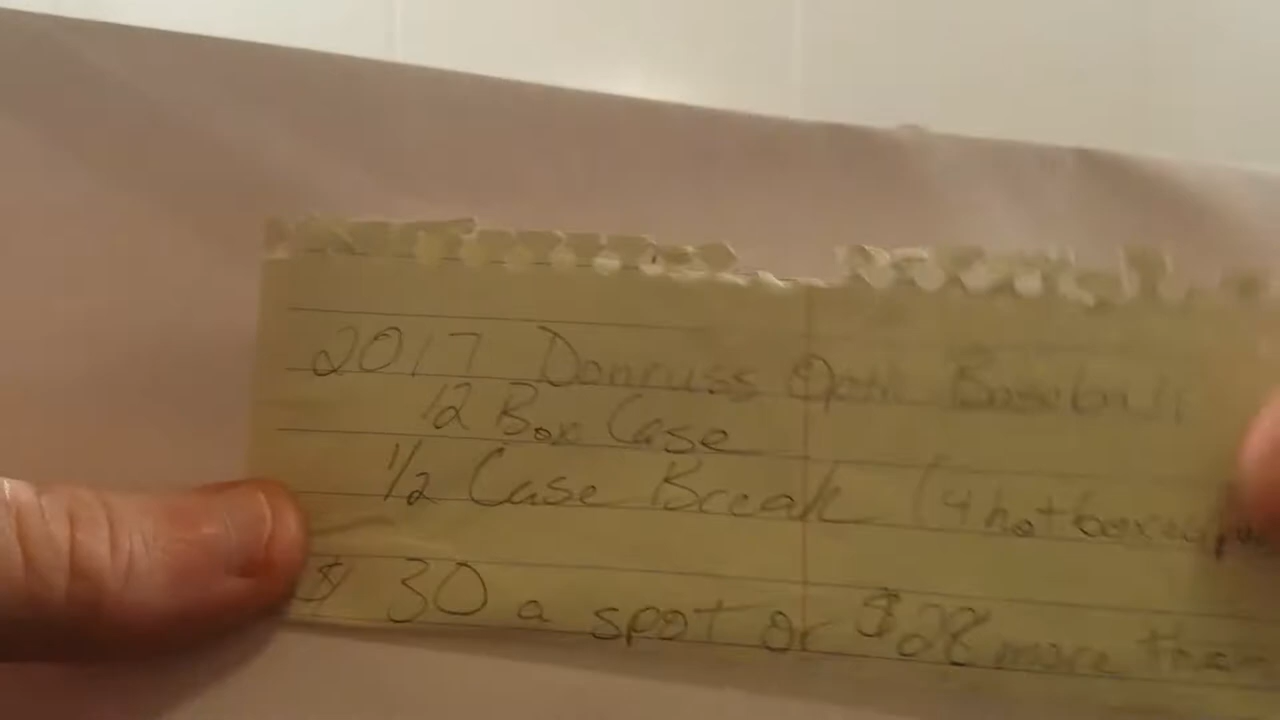 2017 Donruss Optic Baseball
12 Box Case
1/2 Case Break (4 hot boxes
$30 a spot or $28 more than